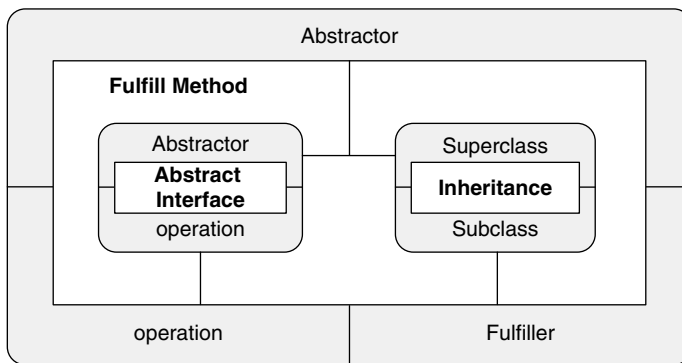 Abstractor
Fulfill Method
Abstractor
Abstract
Interface
operation
Superclass
Inheritance
Subclass
operation
Fulfiller